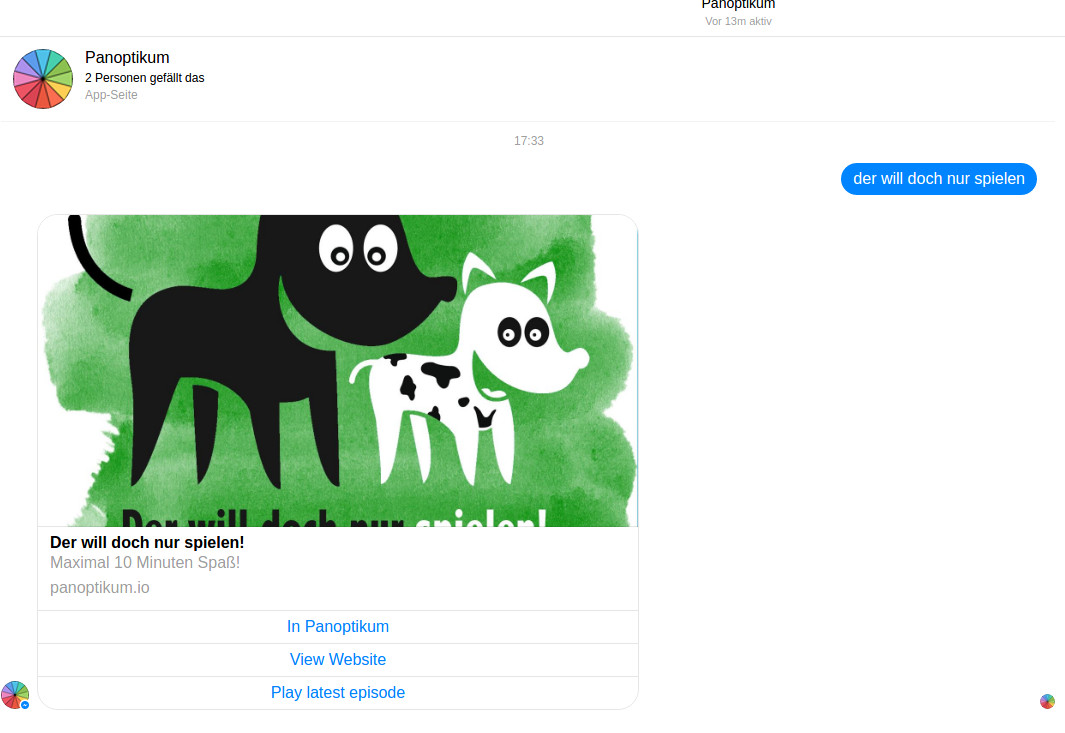 Panoptikum
Vor 13m aktiv
Panoptikum
2 Personen gefällt das
App-Seite
17:33
der will doch nur spielen
Der will doch nur spielen!
Der will doch nur spielen!
Maximal 10 Minuten Spaß!
panoptikum.io
In Panoptikum
View Website
Play latest episode